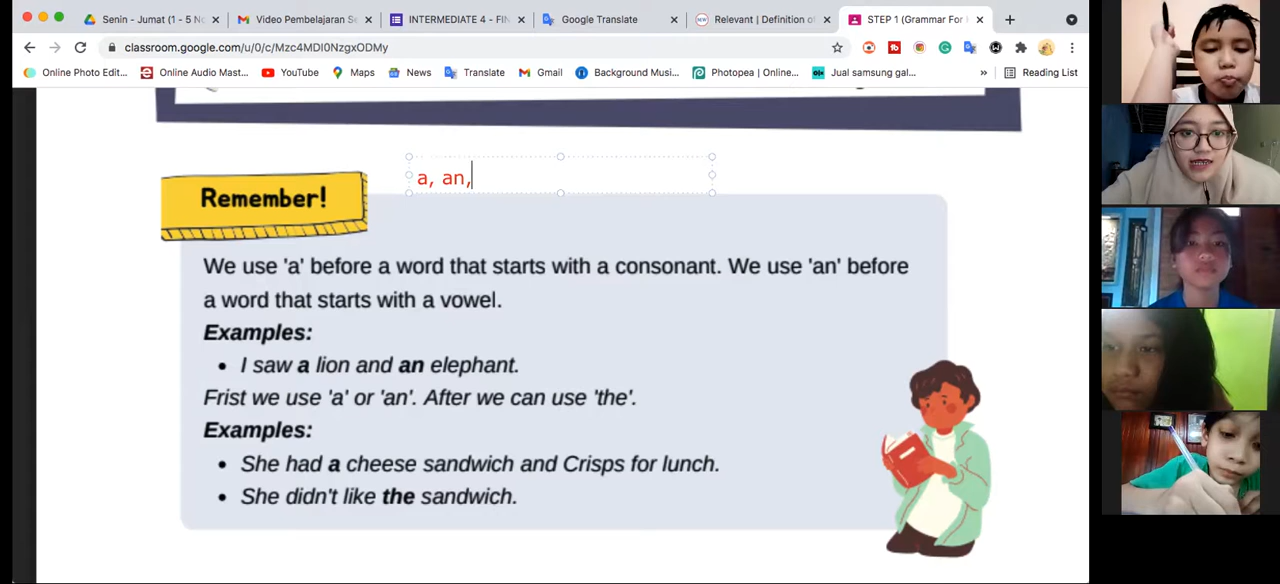 Senin - Jumat (1 - 5 N
Video Pembelajaran Se
INTERMEDIATE 4 - FIN
Google Translate
Relevant | Definition of
STEP 1 (Grammar For
classroom.google.com/u/0/c/Mzc4MDI0NzgxODMy
Online Photo Edit...
Online Audio Mast...
YouTube
Maps
News
Translate
Gmail
Background Musi...
Photopea | Online...
Jual samsung gal...
»
Reading List
a, an,
Remember!
We use 'a' before a word that starts with a consonant. We use 'an' before
a word that starts with a vowel.
Examples:
• I saw a lion and an elephant.
Frist we use 'a' or 'an'. After we can use 'the'.
Examples:
• She had a cheese sandwich and Crisps for lunch.
• She didn't like the sandwich.